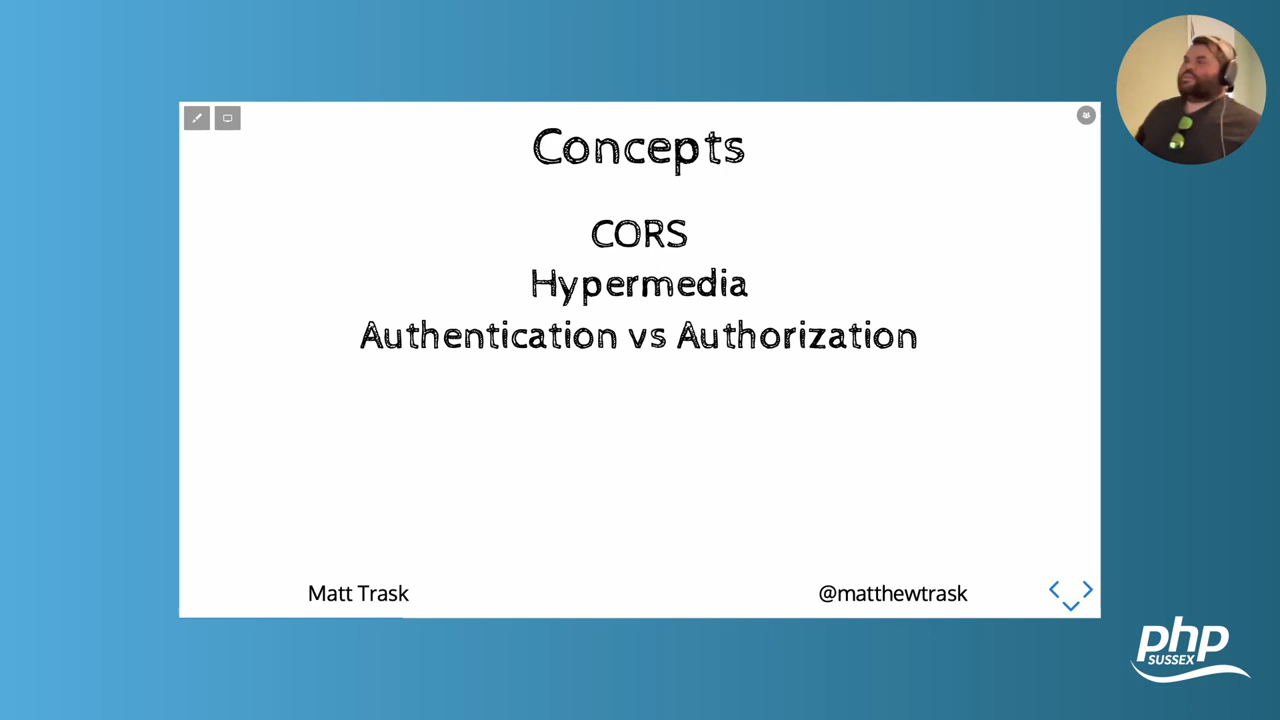 Concepts
CORS
Hypermedia
Authentication vs Authorization
Matt Trask
@matthewtrask
php
SUSSEX